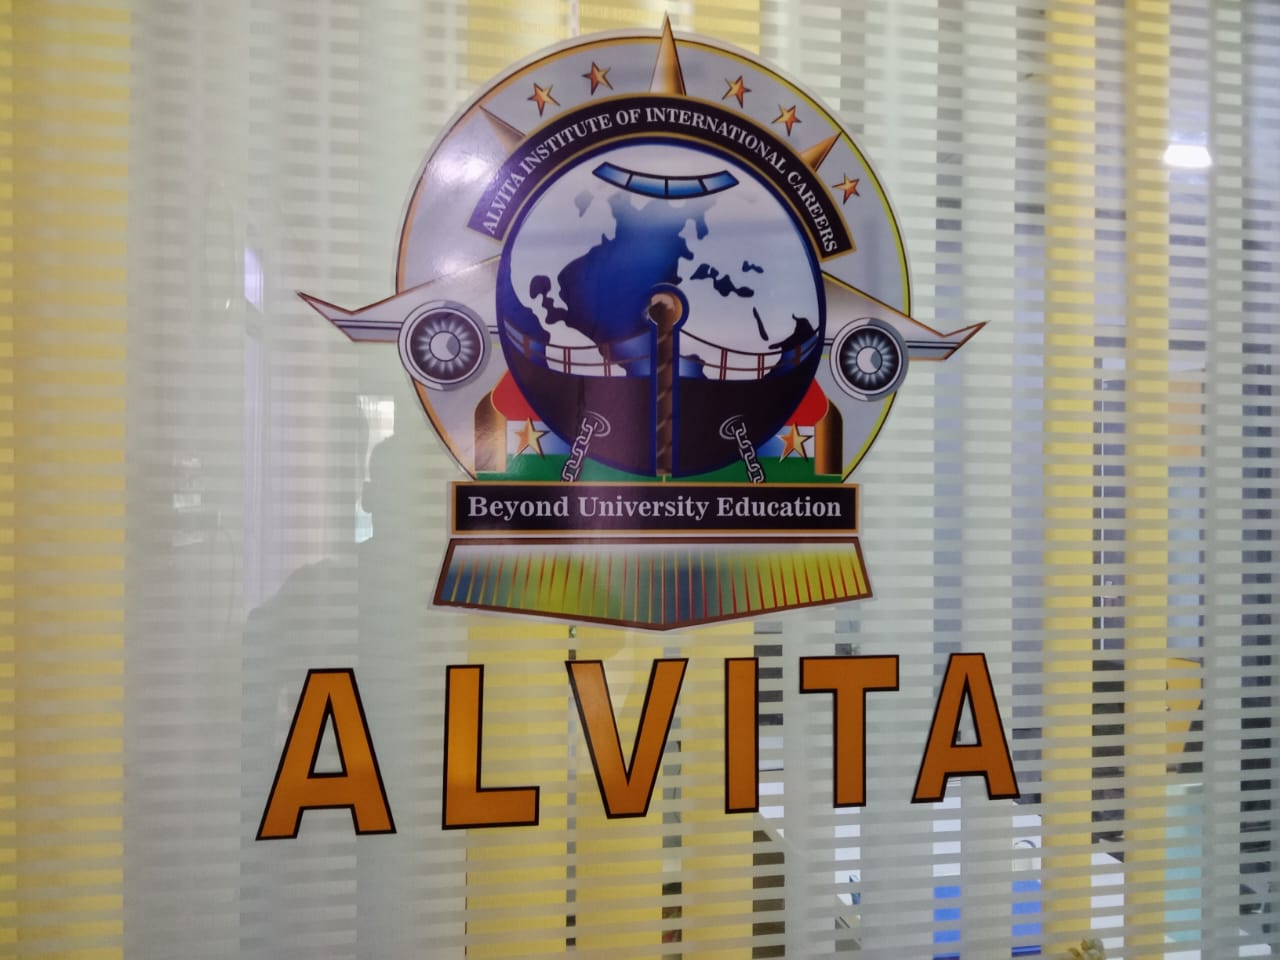 ALVITA INSTITUTE OF INTERNATIONAL CAREERS
Beyond University Education
ALVITA